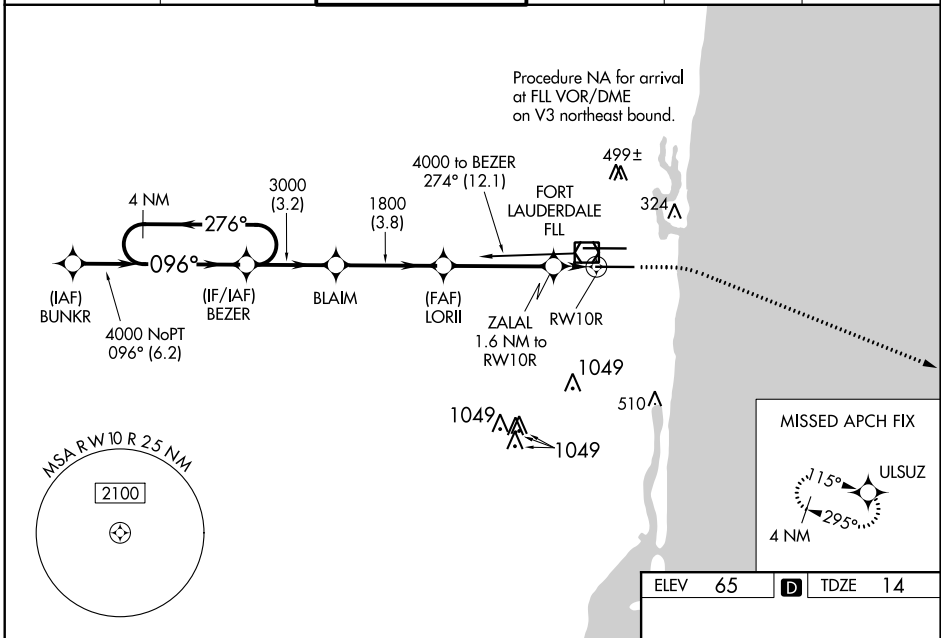 Procedure NA for arrival
at FLL VOR/DME
on V3 northeast bound.
499±
4000 to BEZER
274° (12.1)
324
3000
(3.2)
1800
(3.8)
FORT
LAUDERDALE
FLL
4 NM
276°
096°
(IAF)
BUNKR
(IF/IAF)
BEZER
BLAIM
(FAF)
LORII
ZALAL
1.6 NM to
RW10R
RW10R
4000 NoPT
096° (6.2)
1049
510
1049
1049
MSA RW10R 25 NM
2100
MISSED APCH FIX
115°
ULSUZ
295°
4 NM
ELEV 65 D TDZE 14